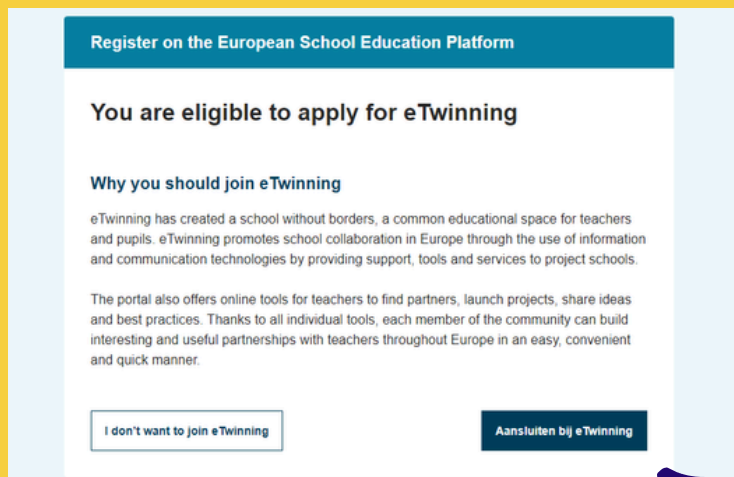 Register on the European School Education Platform
You are eligible to apply for eTwinning
Why you should join eTwinning
eTwinning has created a school without borders, a common educational space for teachers
and pupils. eTwinning promotes school collaboration in Europe through the use of information
and communication technologies by providing support, tools and services to project schools.
The portal also offers online tools for teachers to find partners, launch projects, share ideas
and best practices. Thanks to all individual tools, each member of the community can build
interesting and useful partnerships with teachers throughout Europe in an easy, convenient
and quick manner.
I don't want to join eTwinning
Aansluiten bij eTwinning